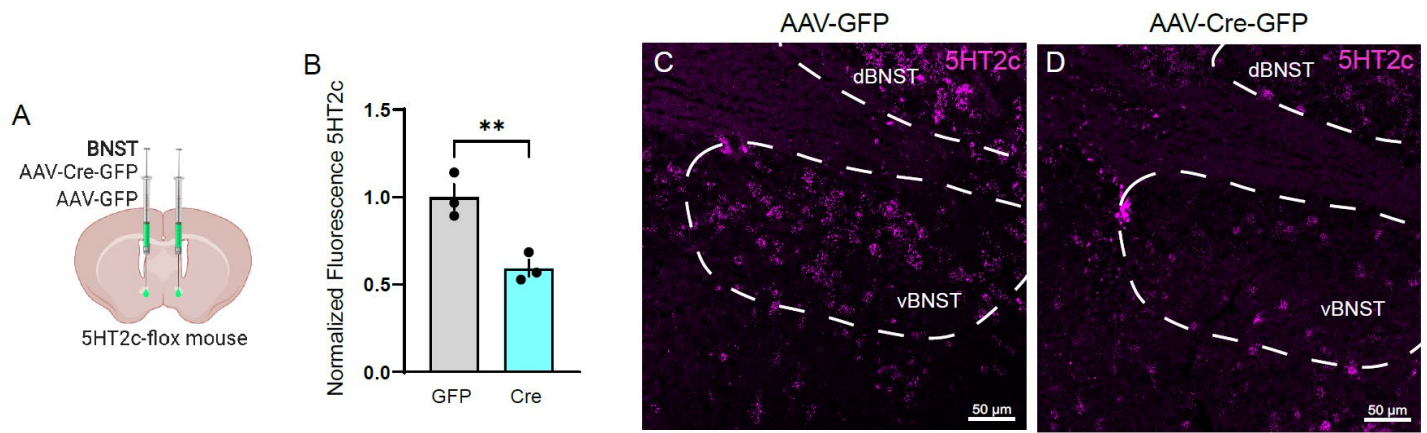 A
BNST
AAV-Cre-GFP
AAV-GFP
5HT2c-flox mouse
B
Normalized Fluorescence 5HT2c
1.5
1.0
0.5
0.0
**
GFP
Cre
AAV-GFP
C
5HT2c
dBNST
vBNST
50 µm
AAV-Cre-GFP
D
5HT2c
dBNST
vBNST
50 µm